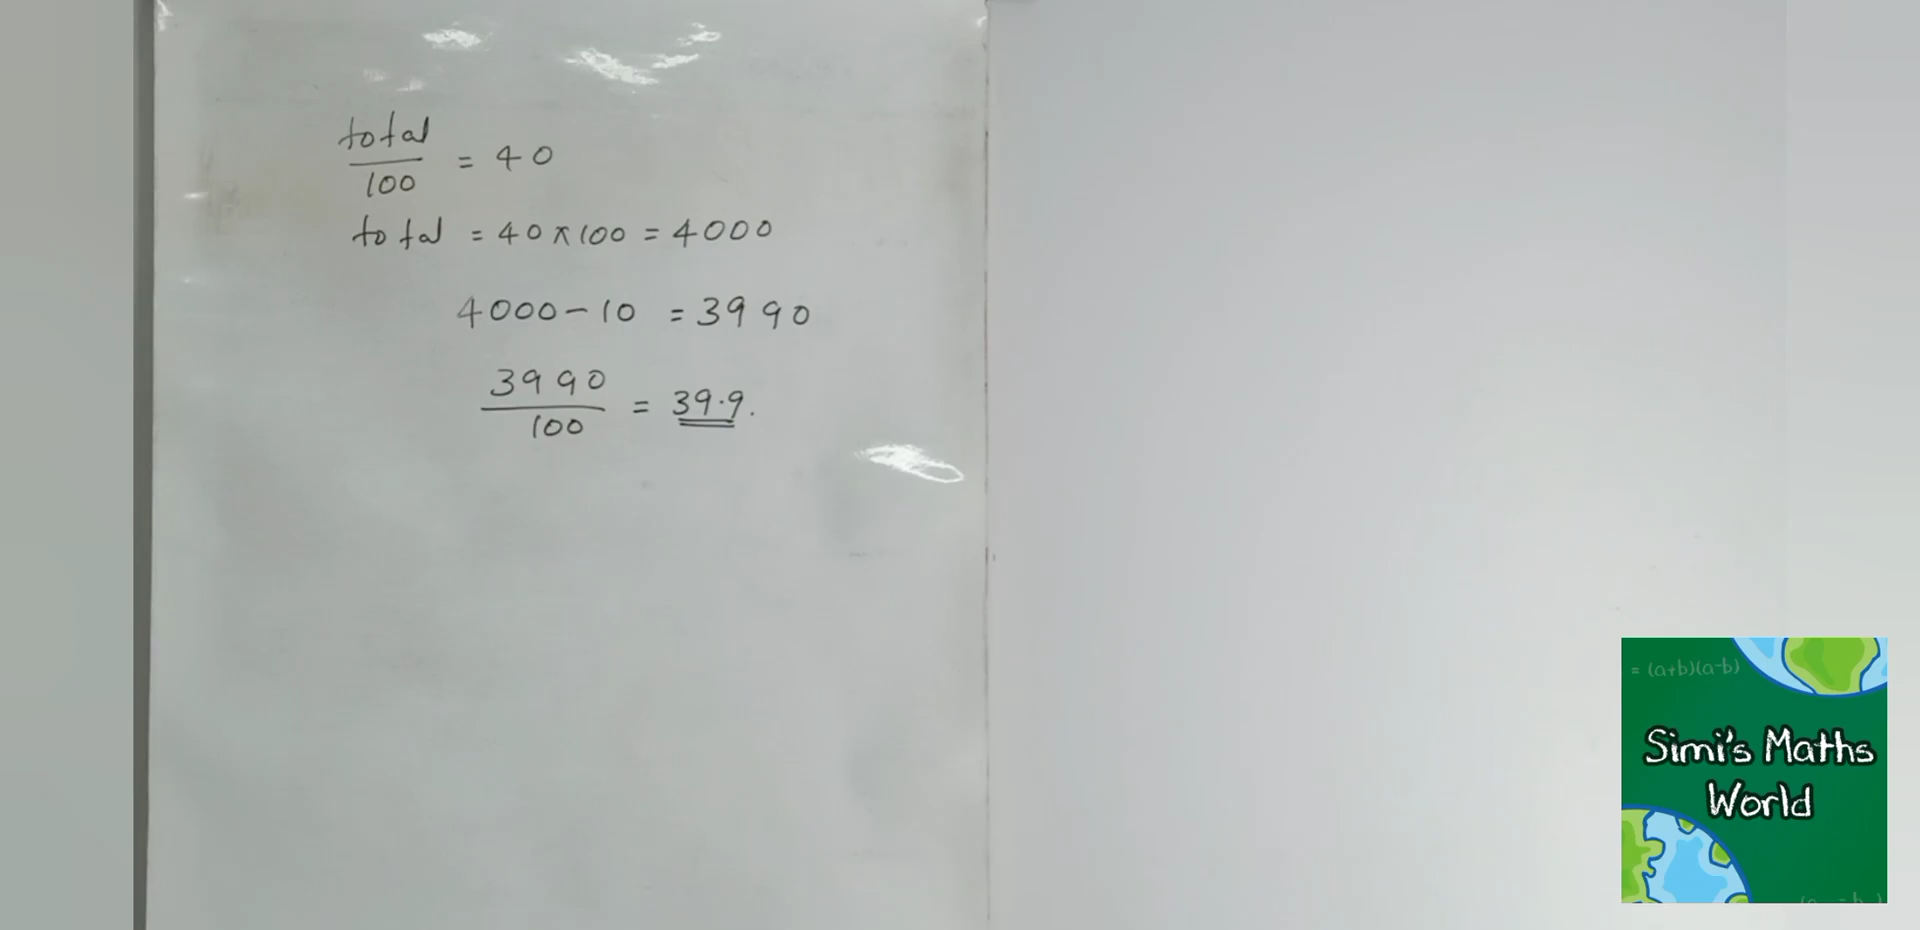 total
―― = 40
100
total = 40 x 100 = 4000
4000 - 10 = 3990
3990
―― = 39.9.
100
= (a+b)(a-b)
Simi's Maths
World